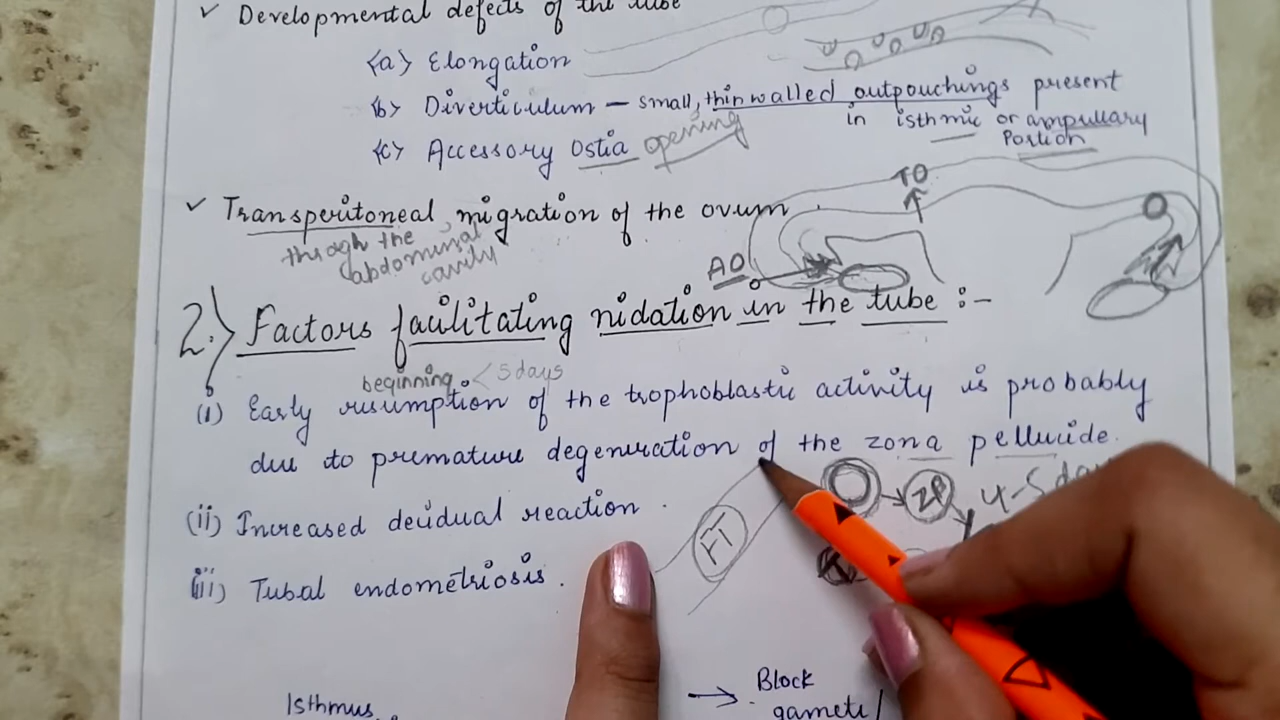 ✓ Developmental defects of the tube
(a) Elongation
(b) Diverticulum – small, thin walled outpouchings present
in isthmic or ampullary
Portion
(c) Accessory Ostia opening
TO
✓ Transperitoneal migration of the ovum
through the
abdominal
cavity
AO
2.) Factors facilitating nidation in the tube :-
beginning < 5 days
(i) Early resumption of the trophoblastic activity is probably
due to premature degeneration of the zona pellucide.
ZP 4-5
FT
(ii) Increased decidual reaction.
(iii) Tubal endometriosis.
Isthmus
→ Block
gamete/